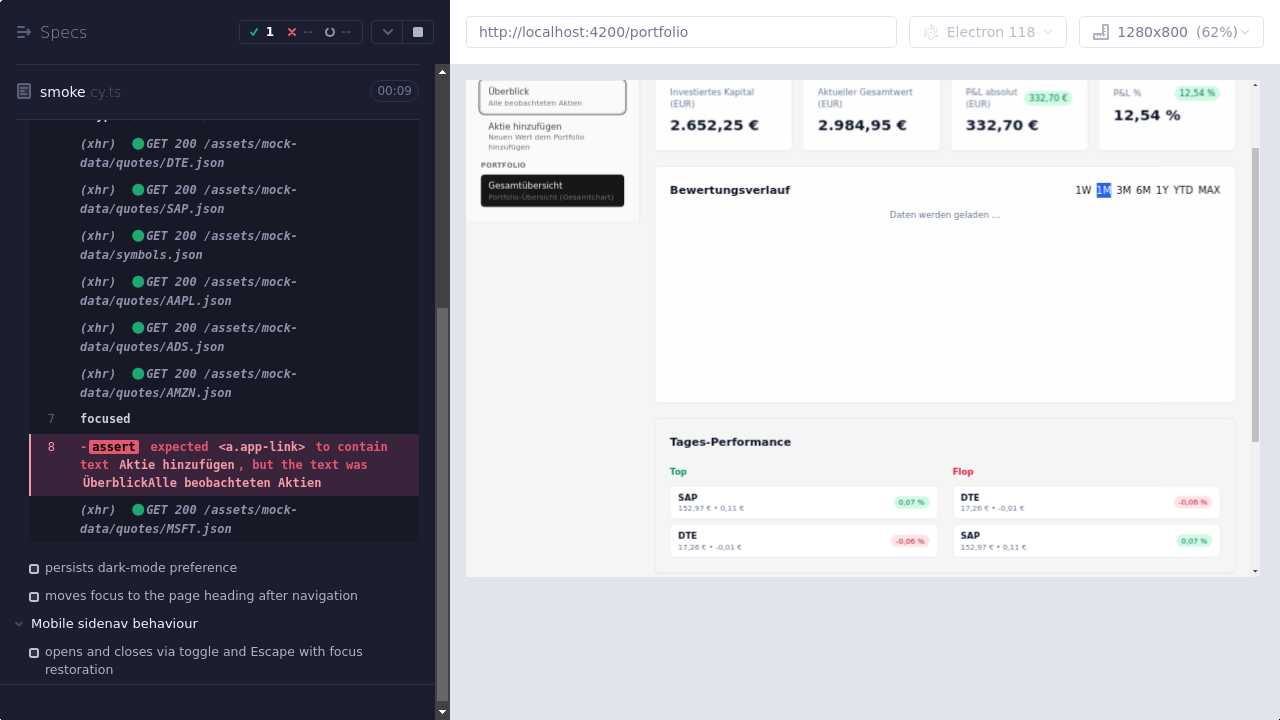 Specs
1 -- --
smoke.cy.ts
00:09
(xhr) GET 200 /assets/mock-
data/quotes/DTE.json
(xhr) GET 200 /assets/mock-
data/quotes/SAP.json
(xhr) GET 200 /assets/mock-
data/symbols.json
(xhr) GET 200 /assets/mock-
data/quotes/AAPL.json
(xhr) GET 200 /assets/mock-
data/quotes/ADS.json
(xhr) GET 200 /assets/mock-
data/quotes/AMZN.json
7 focused
8 -assert expected <a.app-link> to contain
text Aktie hinzufügen, but the text was
ÜberblickAlle beobachteten Aktien
(xhr) GET 200 /assets/mock-
data/quotes/MSFT.json
persists dark-mode preference
moves focus to the page heading after navigation
Mobile sidenav behaviour
opens and closes via toggle and Escape with focus
restoration
http://localhost:4200/portfolio
Electron 118
1280x800 (62%)
Überblick
Alle beobachteten Aktien
Aktie hinzufügen
Neuen Wert dem Portfolio
hinzufügen
PORTFOLIO
Gesamtübersicht
Portfolio-Übersicht (Gesamtchart)
Investiertes Kapital
(EUR)
2.652,25 €
Aktueller Gesamtwert
(EUR)
2.984,95 €
P&L absolut
(EUR)
332,70 €
332,70 €
P&L %
12,54 %
12,54 %
Bewertungsverlauf
1W 1M 3M 6M 1Y YTD MAX
Daten werden geladen ...
Tages-Performance
Top
SAP
152,97 € • 0,11 €
0,07 %
DTE
17,26 € • -0,01 €
-0,06 %
Flop
DTE
17,26 € • -0,01 €
-0,06 %
SAP
152,97 € • 0,11 €
0,07 %